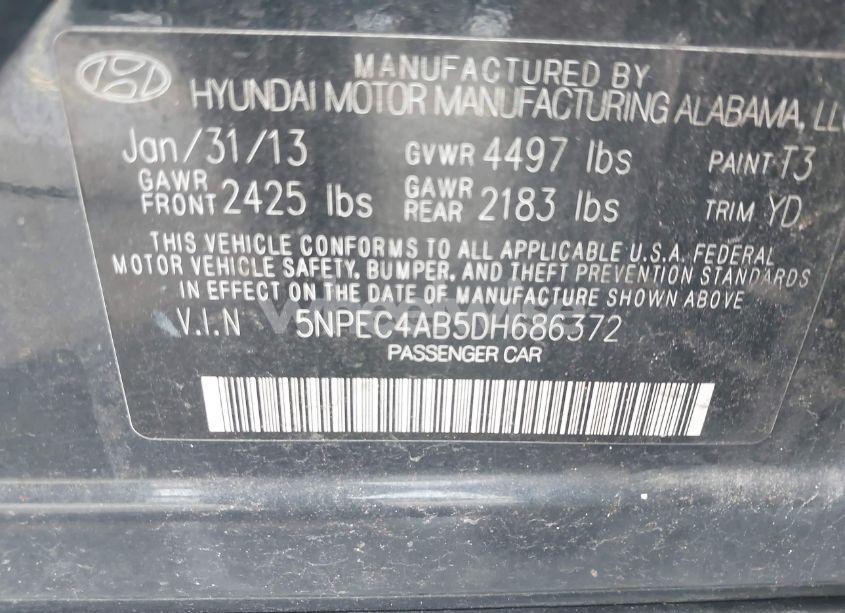 MANUFACTURED BY
HYUNDAI MOTOR MANUFACTURING ALABAMA, LLC
Jan/31/13 GVWR 4497 lbs PAINT T3
GAWR FRONT 2425 lbs GAWR REAR 2183 lbs TRIM YD
THIS VEHICLE CONFORMS TO ALL APPLICABLE U.S.A. FEDERAL
MOTOR VEHICLE SAFETY, BUMPER, AND THEFT PREVENTION STANDARDS
IN EFFECT ON THE DATE OF MANUFACTURE SHOWN ABOVE
V.I.N 5NPEC4AB5DH686372
PASSENGER CAR